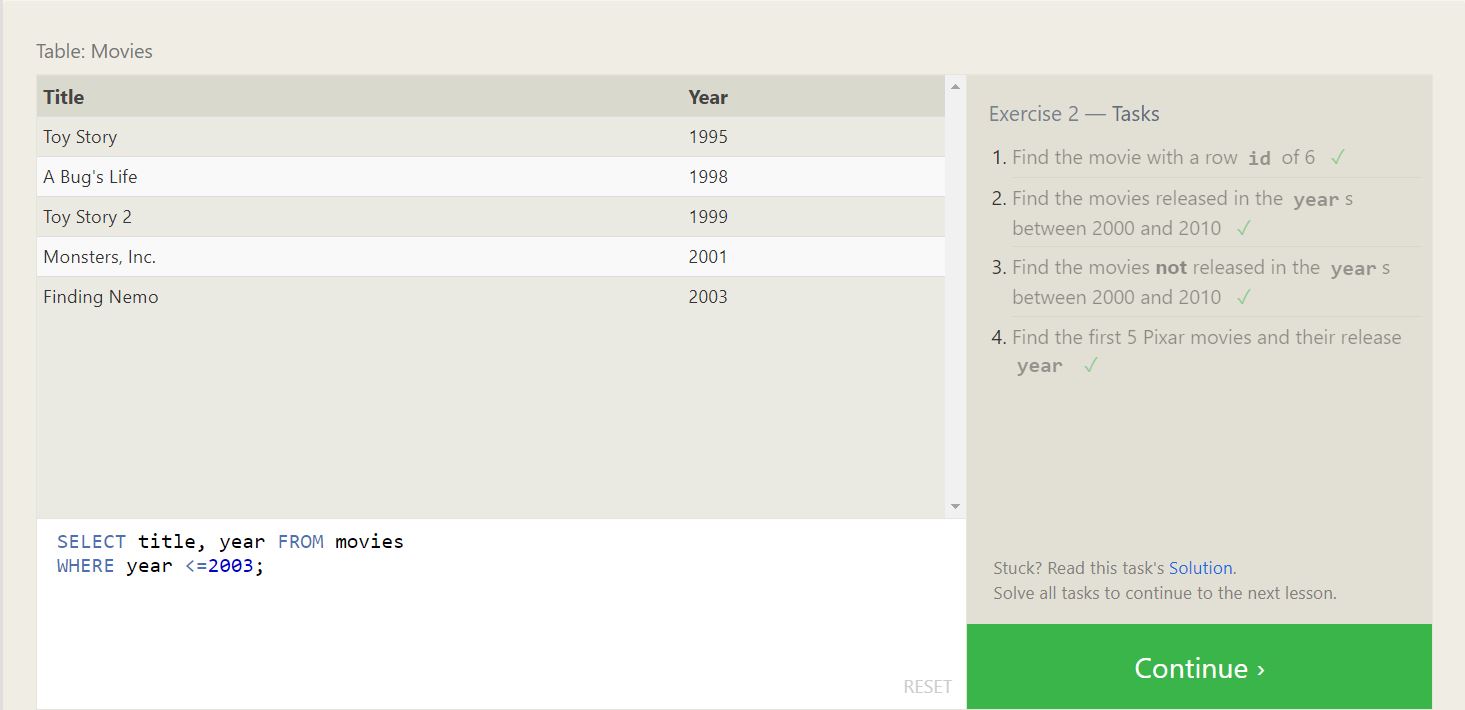 Table: Movies
Title Year
Toy Story 1995
A Bug's Life 1998
Toy Story 2 1999
Monsters, Inc. 2001
Finding Nemo 2003
SELECT title, year FROM movies
WHERE year <=2003;
RESET
Exercise 2 — Tasks
1. Find the movie with a row id of 6 ✓
2. Find the movies released in the year s
between 2000 and 2010 ✓
3. Find the movies not released in the year s
between 2000 and 2010 ✓
4. Find the first 5 Pixar movies and their release
year ✓
Stuck? Read this task's Solution.
Solve all tasks to continue to the next lesson.
Continue ›